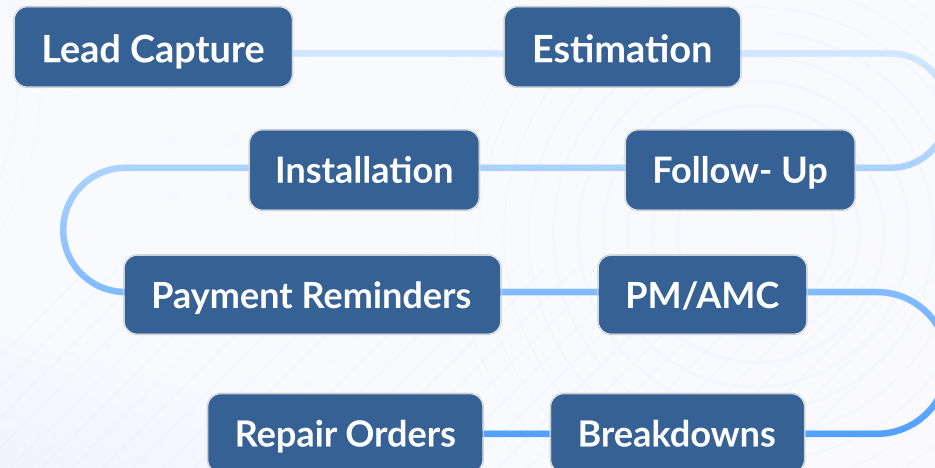 Lead Capture
Estimation
Follow- Up
Installation
Payment Reminders
PM/AMC
Breakdowns
Repair Orders